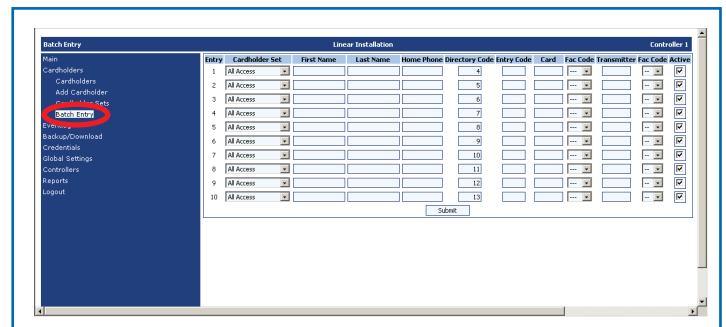 Batch Entry Linear Installation Controller 1
Main
Cardholders
Cardholders
Add Cardholder
Cardholder Sets
Batch Entry
Backup/Download
Credentials
Global Settings
Controllers
Reports
Logout
Entry Cardholder Set First Name Last Name Home Phone Directory Code Entry Code Card Fac Code Transmitter Fac Code Active
1 All Access 4 --- --
2 All Access 5 --- --
3 All Access 6 --- --
4 All Access 7 --- --
5 All Access 8 --- --
6 All Access 9 --- --
7 All Access 10 --- --
8 All Access 11 --- --
9 All Access 12 --- --
10 All Access 13 --- --
Submit